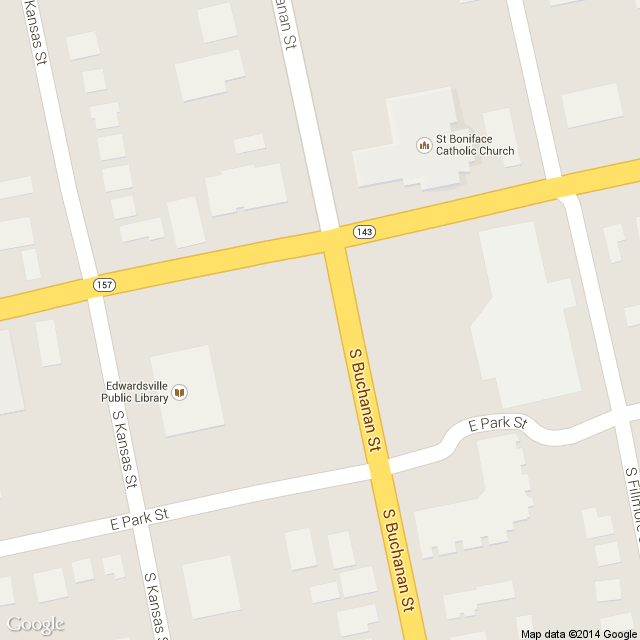 Kansas St
anan St
St Boniface
Catholic Church
143
157
Edwardsville
Public Library
S Buchanan St
S Kansas St
E Park St
E Park St
S Buchanan St
S Kansas S
S Fillmore S
Google
Map data ©2014 Google